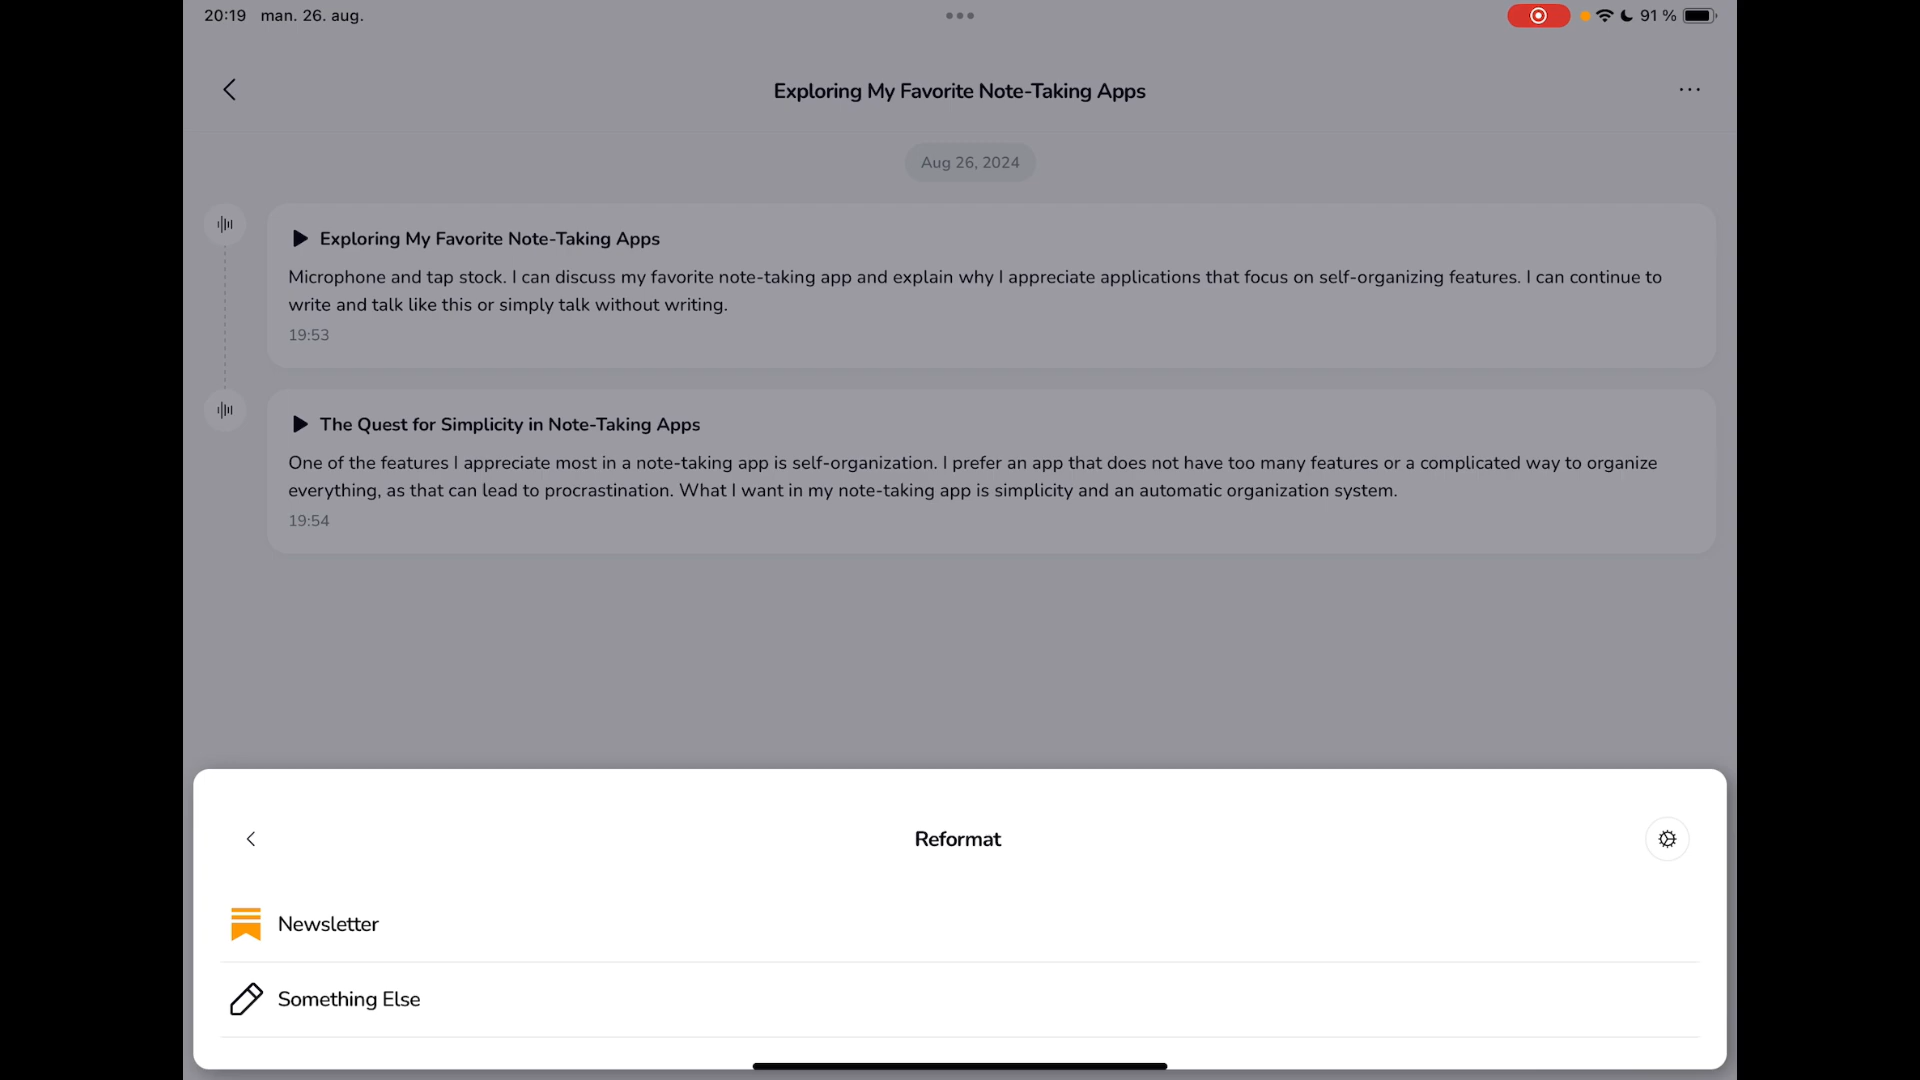 20:19 man. 26. aug.
91 %
Exploring My Favorite Note-Taking Apps
Aug 26, 2024
Exploring My Favorite Note-Taking Apps
Microphone and tap stock. I can discuss my favorite note-taking app and explain why I appreciate applications that focus on self-organizing features. I can continue to
write and talk like this or simply talk without writing.
19:53
The Quest for Simplicity in Note-Taking Apps
One of the features I appreciate most in a note-taking app is self-organization. I prefer an app that does not have too many features or a complicated way to organize
everything, as that can lead to procrastination. What I want in my note-taking app is simplicity and an automatic organization system.
19:54
Reformat
Newsletter
Something Else